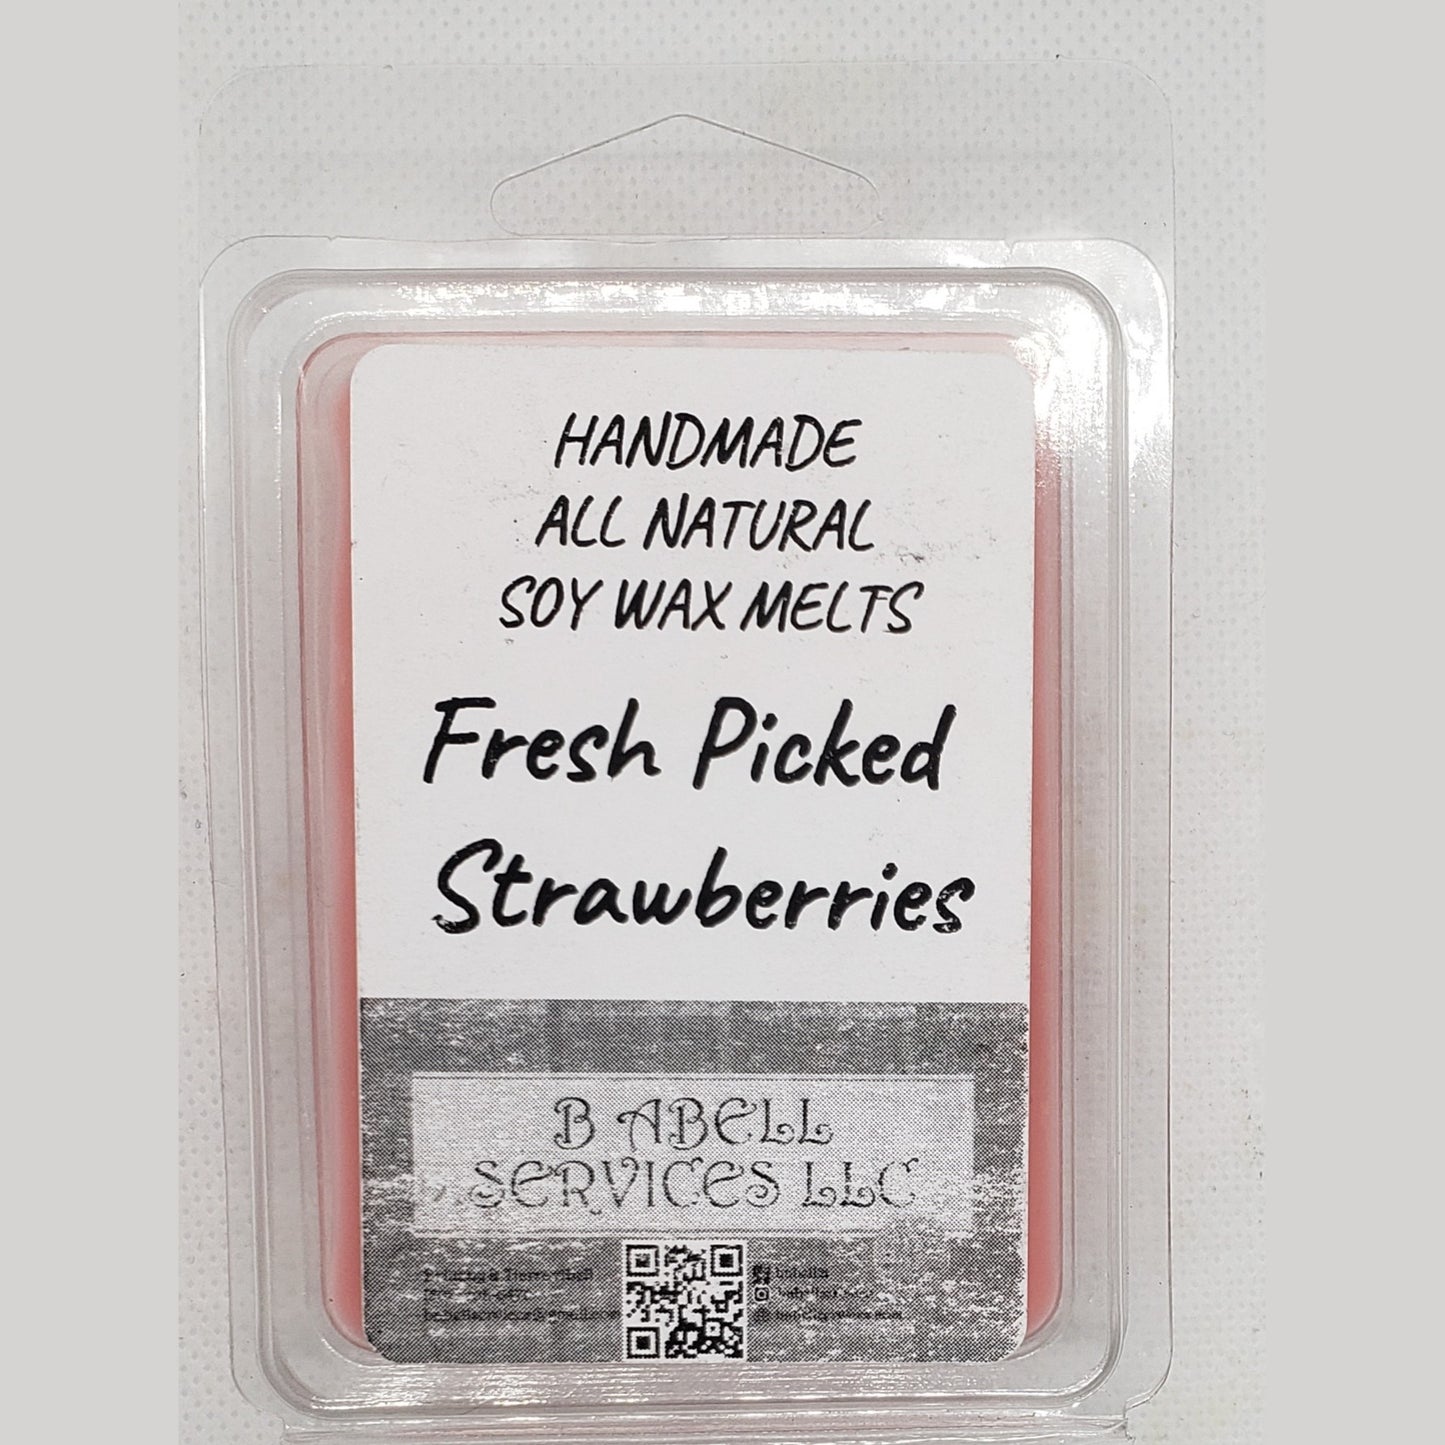 HANDMADE
ALL NATURAL
SOY WAX MELTS
Fresh Picked
Strawberries
B ABELL
SERVICES LLC